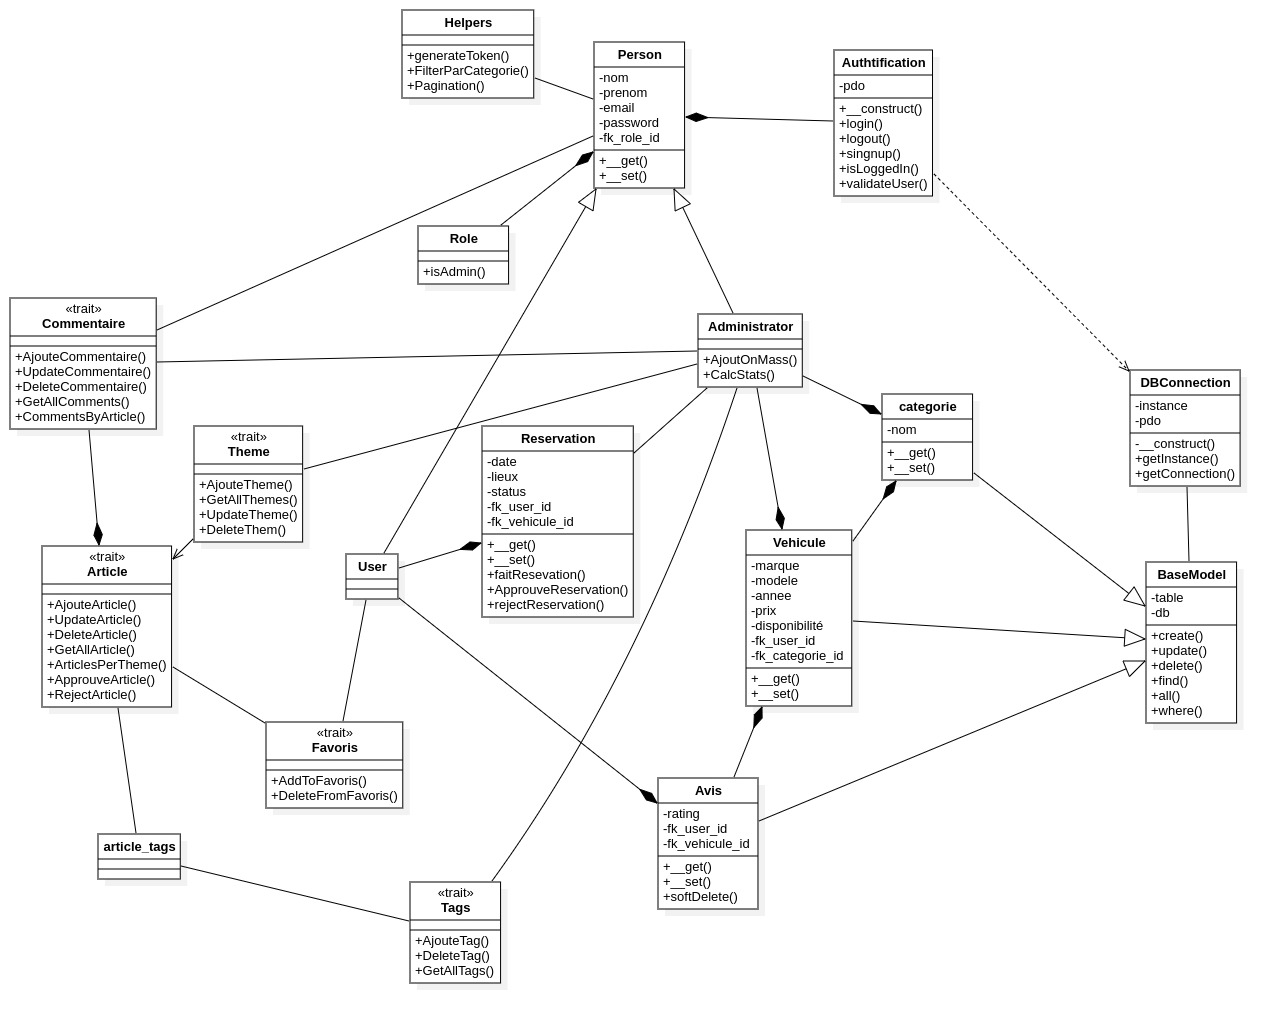 Helpers
+generateToken()
+FilterParCategorie()
+Pagination()
Person
-nom
-prenom
-email
-password
-fk_role_id
+__get()
+__set()
Authtification
-pdo
+__construct()
+login()
+logout()
+singnup()
+isLoggedIn()
+validateUser()
Role
+isAdmin()
«trait»
Commentaire
+AjouteCommentaire()
+UpdateCommentaire()
+DeleteCommentaire()
+GetAllComments()
+CommentsByArticle()
Administrator
+AjoutOnMass()
+CalcStats()
DBConnection
-instance
-pdo
-__construct()
+getInstance()
+getConnection()
categorie
-nom
+__get()
+__set()
«trait»
Theme
+AjouteTheme()
+GetAllThemes()
+UpdateTheme()
+DeleteThem()
Reservation
-date
-lieux
-status
-fk_user_id
-fk_vehicule_id
+__get()
+__set()
+faitResevation()
+ApprouveReservation()
+rejectReservation()
«trait»
Article
+AjouteArticle()
+UpdateArticle()
+DeleteArticle()
+GetAllArticle()
+ArticlesPerTheme()
+ApprouveArticle()
+RejectArticle()
User
Vehicule
-marque
-modele
-annee
-prix
-disponibilité
-fk_user_id
-fk_categorie_id
+__get()
+__set()
BaseModel
-table
-db
+create()
+update()
+delete()
+find()
+all()
+where()
«trait»
Favoris
+AddToFavoris()
+DeleteFromFavoris()
Avis
-rating
-fk_user_id
-fk_vehicule_id
+__get()
+__set()
+softDelete()
article_tags
«trait»
Tags
+AjouteTag()
+DeleteTag()
+GetAllTags()